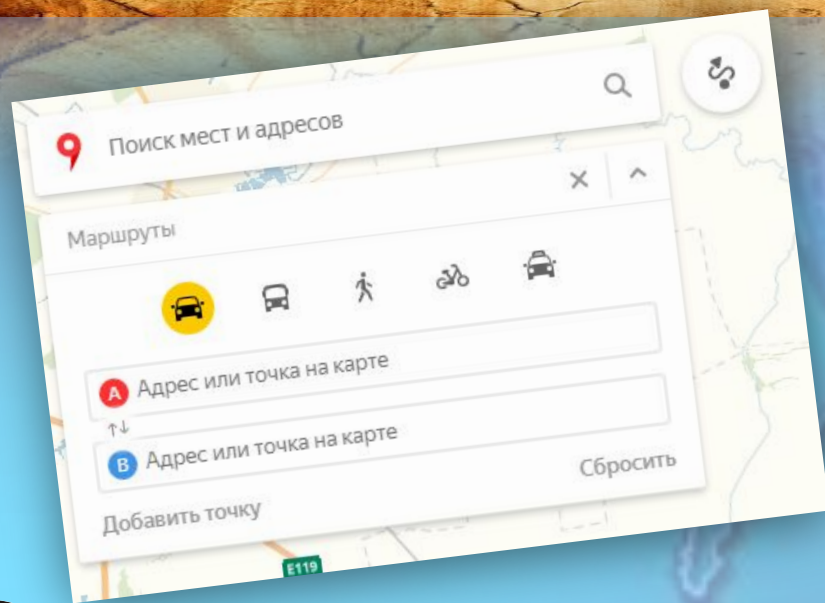 Поиск мест и адресов
Маршруты
A Адрес или точка на карте
B Адрес или точка на карте
Сбросить
Добавить точку
E119